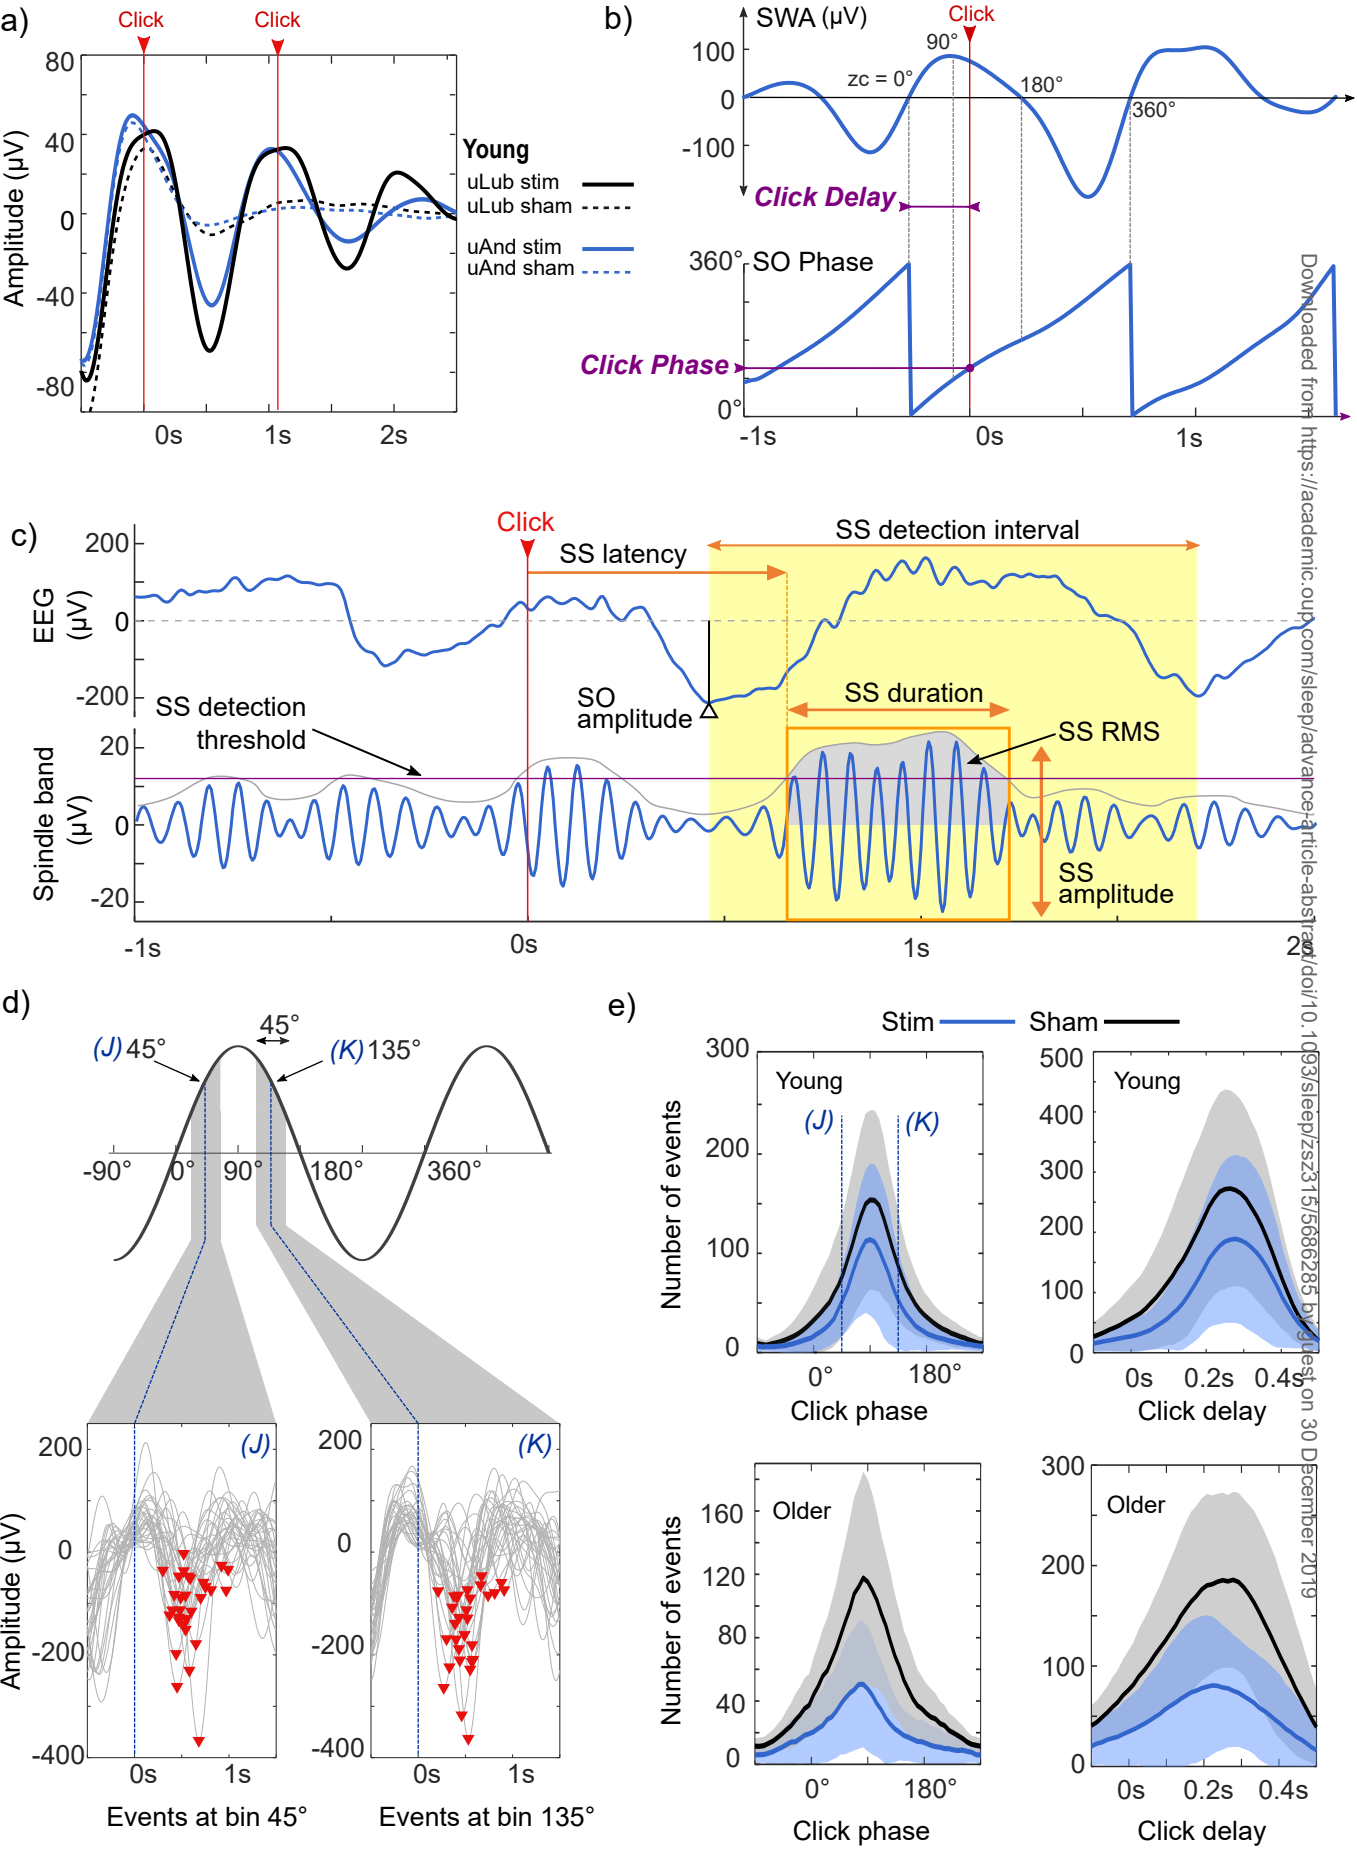 a)
Click
Click
80
40
0
-40
-80
Amplitude (µV)
0s
1s
2s
Young
uLub stim
uLub sham
uAnd stim
uAnd sham
b)
SWA (µV)
Click
100
0
-100
zc = 0°
90°
180°
360°
Click Delay
360°
SO Phase
Click Phase
0°
-1s
0s
1s
c)
Click
200
0
-200
EEG
(µV)
SS latency
SS detection interval
SO
amplitude
SS duration
SS detection
threshold
SS RMS
20
0
-20
Spindle band
(µV)
SS
amplitude
-1s
0s
1s
2s
d)
45°
(J) 45°
(K) 135°
-90°
0°
90°
180°
360°
(J)
200
0
-200
-400
Amplitude (µV)
0s
1s
Events at bin 45°
(K)
200
0
-200
-400
0s
1s
Events at bin 135°
e)
Stim
Sham
300
200
100
0
Number of events
Young
(J)
(K)
0°
180°
Click phase
500
400
300
200
100
0
Young
0s
0.2s
0.4s
Click delay
160
120
80
40
0
Number of events
Older
0°
180°
Click phase
300
200
100
0
Older
0s
0.2s
0.4s
Click delay
Downloaded from https://academic.oup.com/sleep/advance-article-abstract/doi/10.1093/sleep/zsz315/5686285 by guest on 30 December 2019